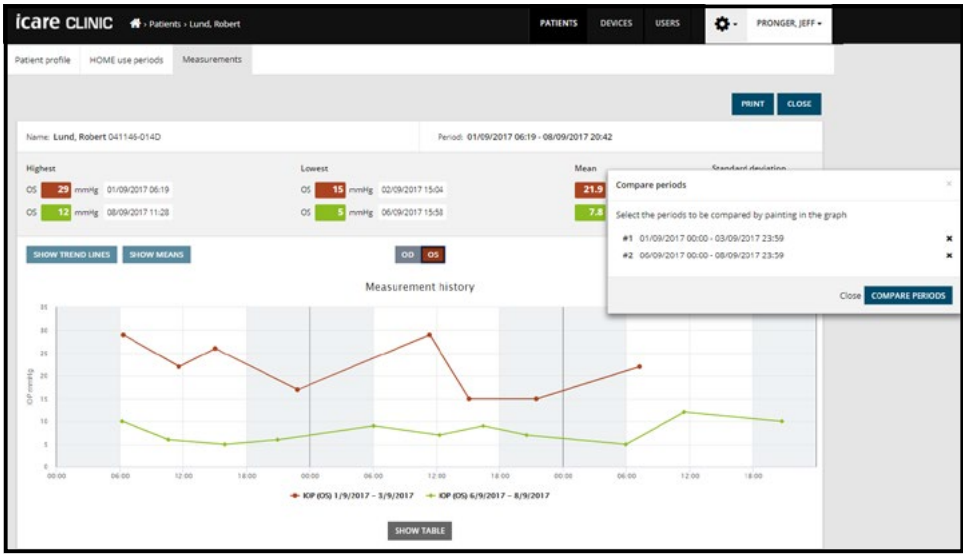 icare CLINIC › Patients › Lund, Robert PATIENTS DEVICES USERS PRONGER, JEFF
Patient profile HOME use periods Measurements
PRINT CLOSE
Name: Lund, Robert 041146-014D Period: 01/09/2017 06:19 - 08/09/2017 20:42
Highest Lowest Mean Standard deviation
OS 29 mmHg 01/09/2017 06:19 OS 15 mmHg 02/09/2017 15:04 21.9
OS 12 mmHg 08/09/2017 11:28 OS 5 mmHg 06/09/2017 15:58 7.8
Compare periods ×
Select the periods to be compared by painting in the graph
#1 01/09/2017 00:00 - 03/09/2017 23:59 ×
#2 06/09/2017 00:00 - 08/09/2017 23:59 ×
Close COMPARE PERIODS
SHOW TREND LINES SHOW MEANS OD OS
Measurement history
IOP mmHg
5
0
00:00 06:00 12:00 18:00 00:00 06:00 12:00 18:00 00:00 06:00 12:00 18:00
IOP (OS) 1/9/2017 – 3/9/2017 IOP (OS) 6/9/2017 – 8/9/2017
SHOW TABLE